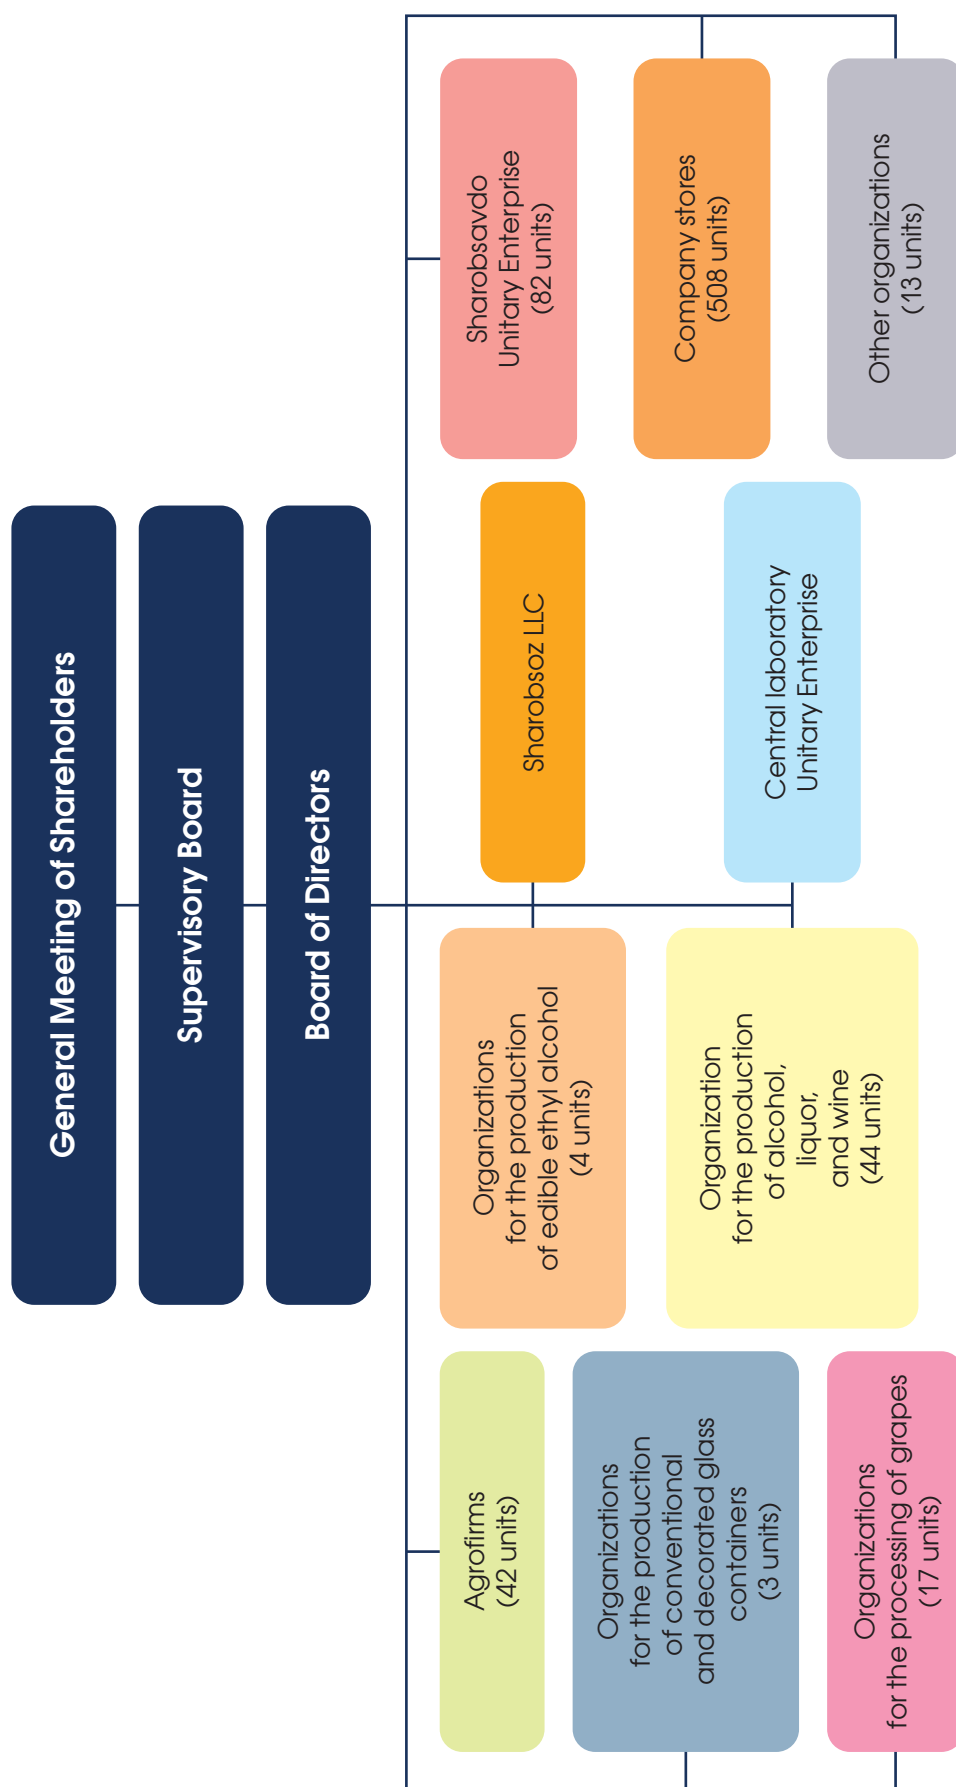 General Meeting of Shareholders
Supervisory Board
Board of Directors
Agrofirms
(42 units)
Organizations
for the production
of edible ethyl alcohol
(4 units)
Sharobsoz LLC
Sharobsavdo
Unitary Enterprise
(82 units)
Organizations
for the production
of conventional
and decorated glass
containers
(3 units)
Organization
for the production
of alcohol,
liquor,
and wine
(44 units)
Central laboratory
Unitary Enterprise
Company stores
(508 units)
Organizations
for the processing of grapes
(17 units)
Other organizations
(13 units)